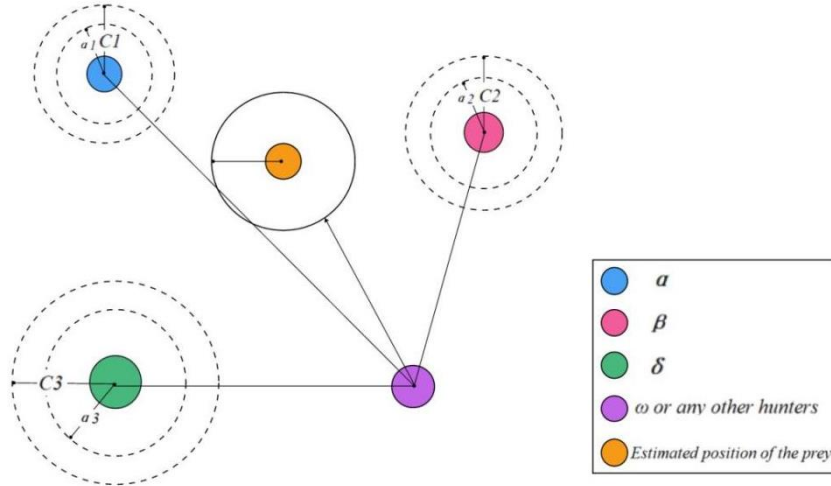 a1 C1
a2 C2
C3
a3
α
β
δ
ω or any other hunters
Estimated position of the prey